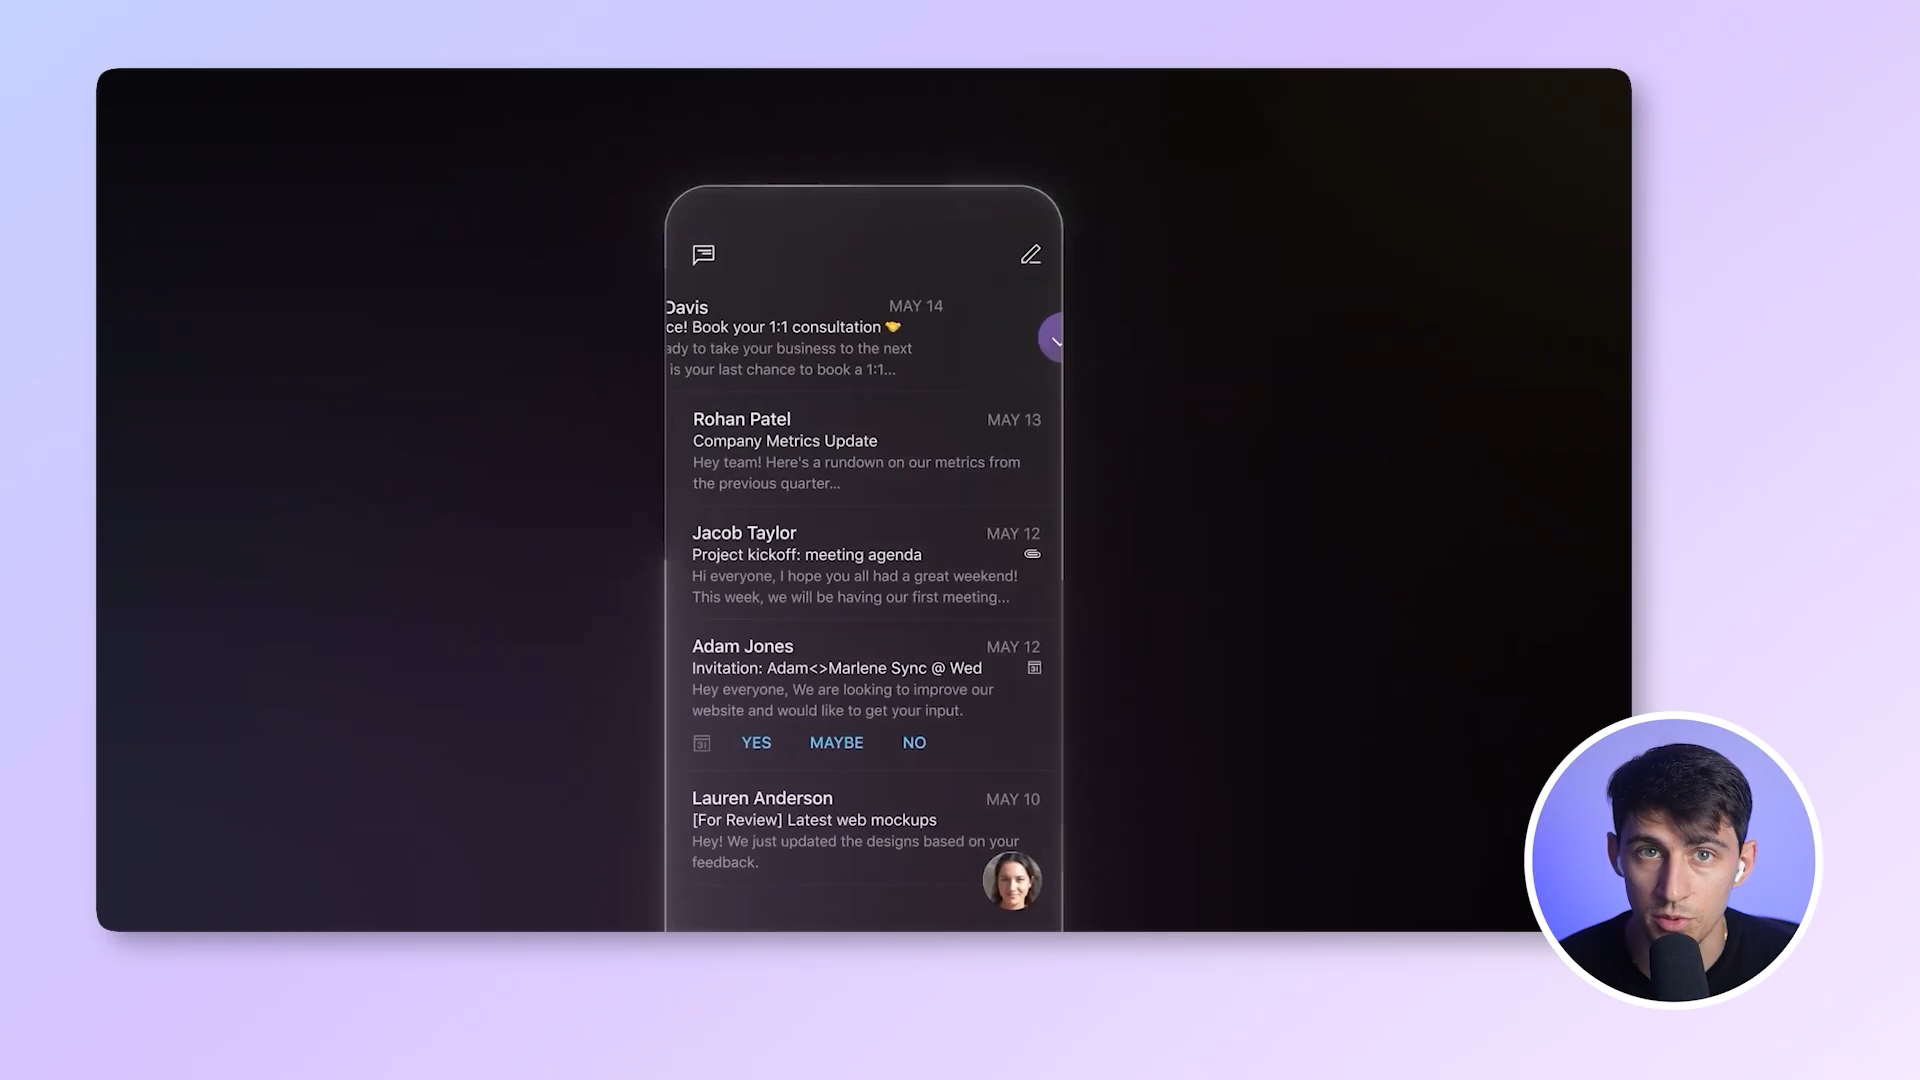 Davis MAY 14
ce! Book your 1:1 consultation 🤝
ady to take your business to the next
is your last chance to book a 1:1...
Rohan Patel MAY 13
Company Metrics Update
Hey team! Here's a rundown on our metrics from
the previous quarter...
Jacob Taylor MAY 12
Project kickoff: meeting agenda
Hi everyone, I hope you all had a great weekend!
This week, we will be having our first meeting...
Adam Jones MAY 12
Invitation: Adam<>Marlene Sync @ Wed
31
Hey everyone, We are looking to improve our
website and would like to get your input.
31 YES MAYBE NO
Lauren Anderson MAY 10
[For Review] Latest web mockups
Hey! We just updated the designs based on your
feedback.